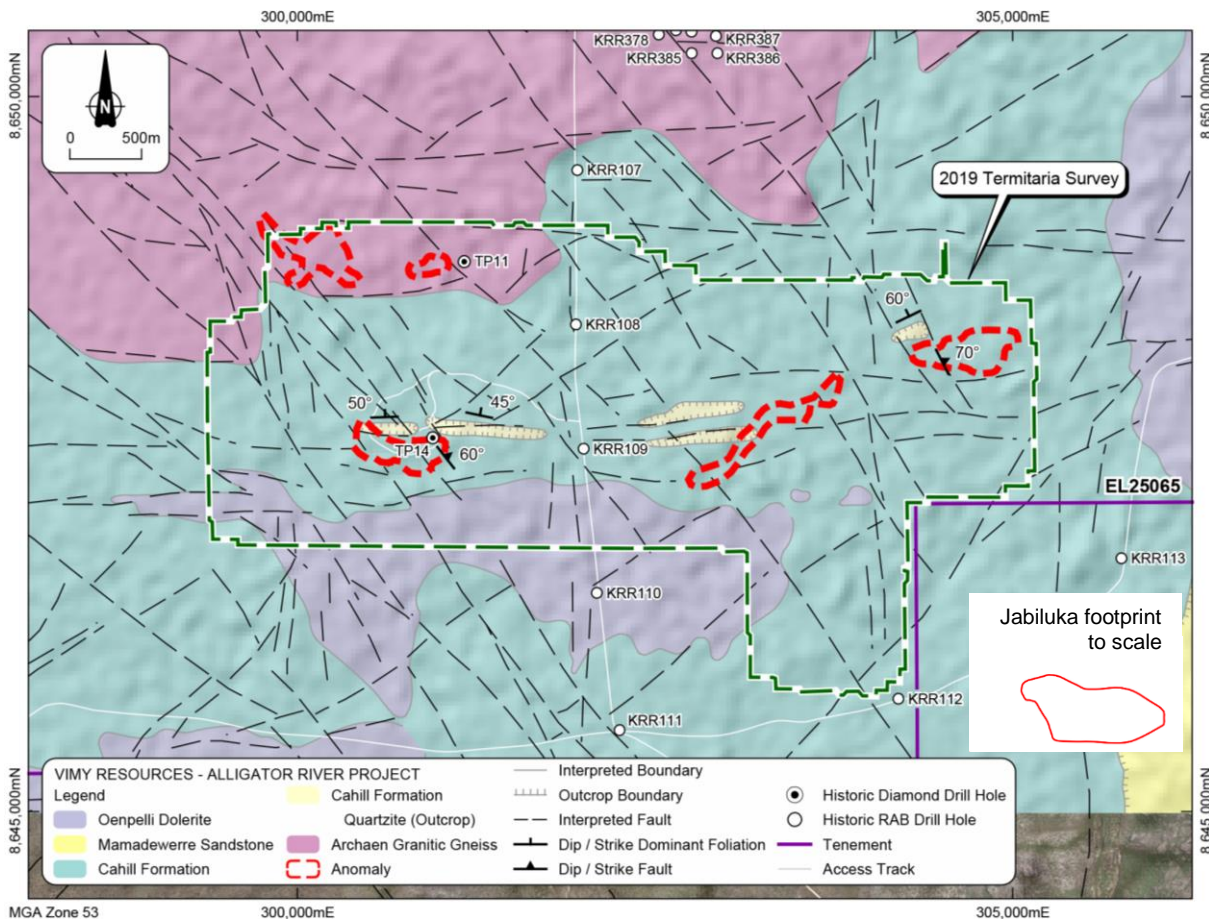 300,000mE 305,000mE
KRR378 KRR387
KRR385 KRR386
N
0 500m
8,650,000mN 8,650,000mN
KRR107
2019 Termitaria Survey
TP11
60°
KRR108
70°
50° 45°
TP14 60° KRR109
EL25065
KRR113
KRR110
Jabiluka footprint
to scale
KRR112
KRR111
VIMY RESOURCES - ALLIGATOR RIVER PROJECT
Legend
Oenpelli Dolerite
Mamadewerre Sandstone
Cahill Formation
Cahill Formation
Quartzite (Outcrop)
Archaen Granitic Gneiss
Anomaly
Interpreted Boundary
Outcrop Boundary
Interpreted Fault
Dip / Strike Dominant Foliation
Dip / Strike Fault
Historic Diamond Drill Hole
Historic RAB Drill Hole
Tenement
Access Track
8,645,000mN 8,645,000mN
MGA Zone 53 300,000mE 305,000mE